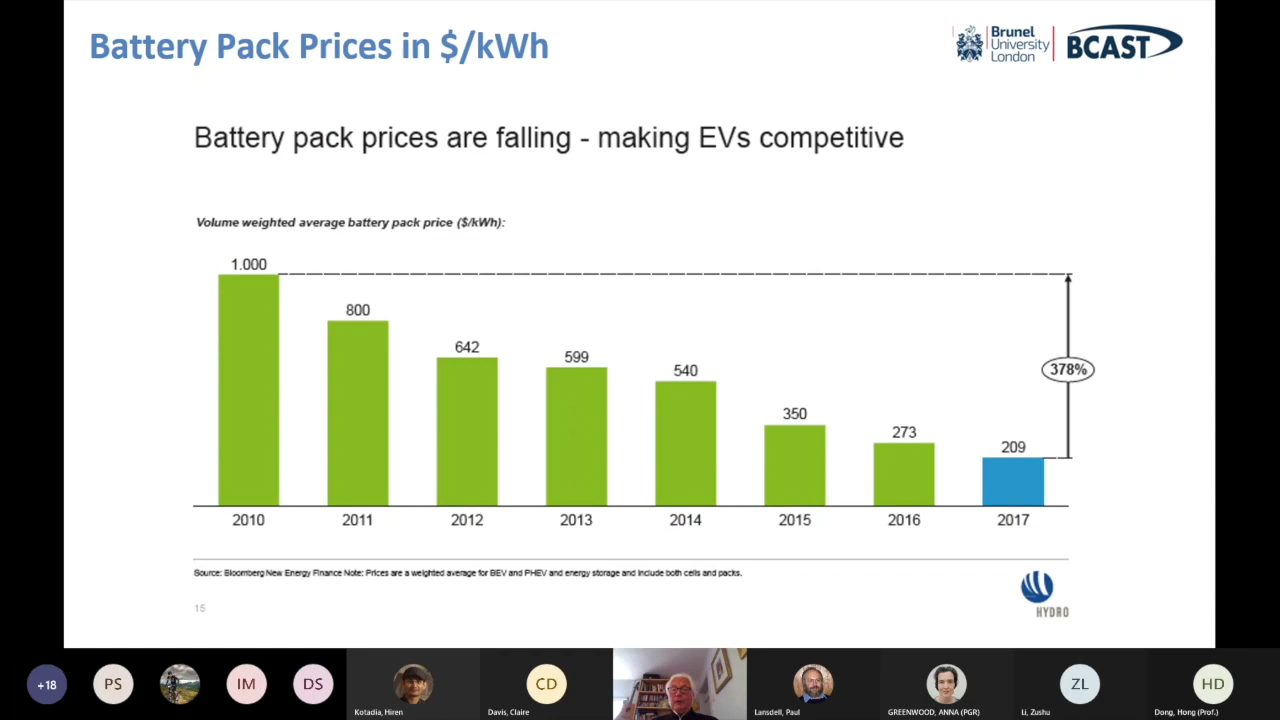 Battery Pack Prices in $/kWh
Brunel
University
London
BCAST
Battery pack prices are falling - making EVs competitive
Volume weighted average battery pack price ($/kWh):
1.000
800
642
599
540
350
273
209
378%
2010
2011
2012
2013
2014
2015
2016
2017
Source: Bloomberg New Energy Finance Note: Prices are a weighted average for BEV and PHEV and energy storage and include both cells and packs.
15
HYDRO
+18
PS
IM
DS
Kotadia, Hiren
CD
Davis, Claire
Lansdell, Paul
GREENWOOD, ANNA (PGR)
ZL
Li, Zushu
HD
Dong, Hong (Prof.)